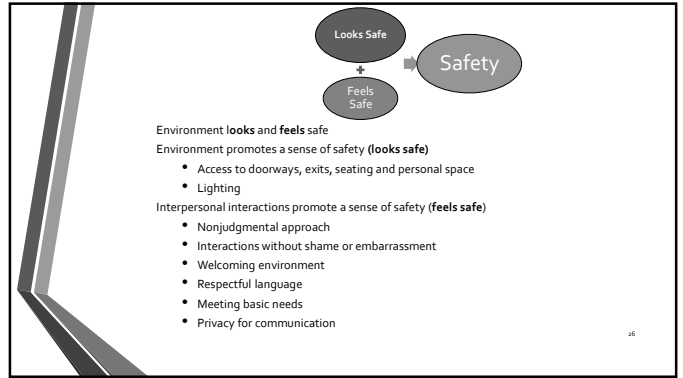 Looks Safe
+
Feels
Safe
Safety
Environment looks and feels safe
Environment promotes a sense of safety (looks safe)
• Access to doorways, exits, seating and personal space
• Lighting
Interpersonal interactions promote a sense of safety (feels safe)
• Nonjudgmental approach
• Interactions without shame or embarrassment
• Welcoming environment
• Respectful language
• Meeting basic needs
• Privacy for communication
26